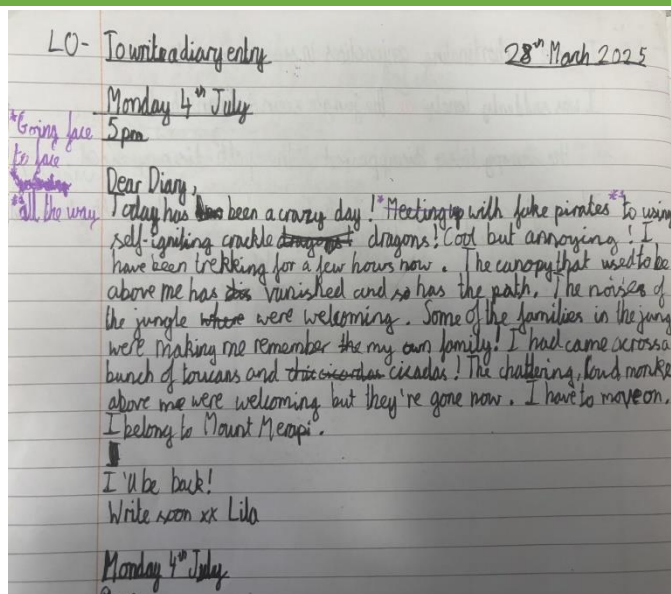 LO- To write a diary entry 28th March 2025
Monday 4th July
5pm
*Going face
to face
**all the way
Dear Diary,
Today has been a crazy day! *Meeting up with fake pirates ** to using
self-igniting crackle dragons! Cool but annoying! I
have been trekking for a few hours now. The canopy that used to be
above me has vanished and so has the path. The noises of
the jungle were welcoming. Some of the families in the jung
were making me remember my own family! I had came across a
bunch of toucans and cicadas! The chattering, loud monke
above me were welcoming but they're gone now. I have to move on.
I belong to Mount Merapi.
I'll be back!
Write soon xx Lila
Monday 4th July